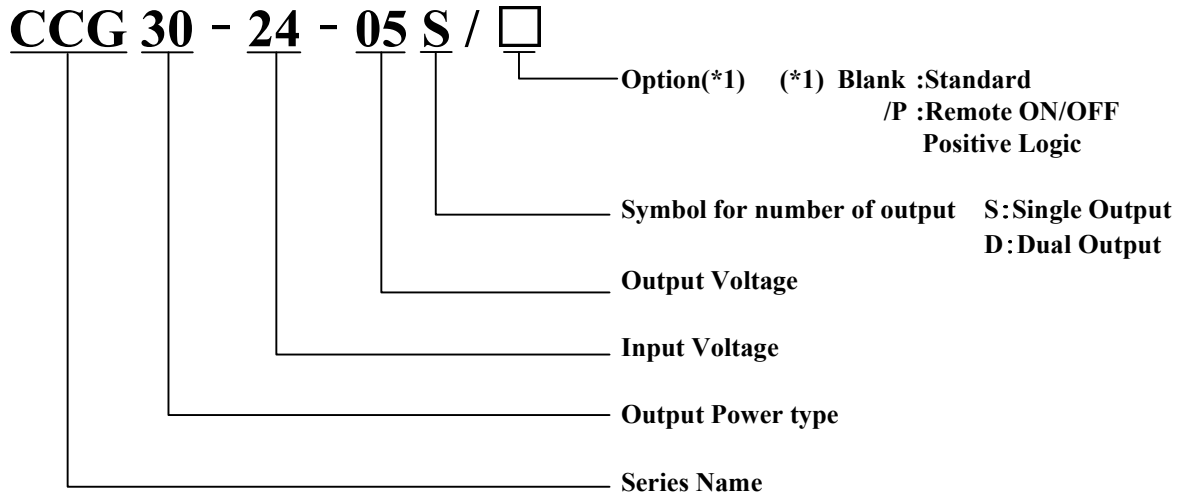 CCG 30 - 24 - 05 S / □
Option(*1) (*1) Blank :Standard
/P :Remote ON/OFF
Positive Logic
Symbol for number of output S:Single Output
D:Dual Output
Output Voltage
Input Voltage
Output Power type
Series Name